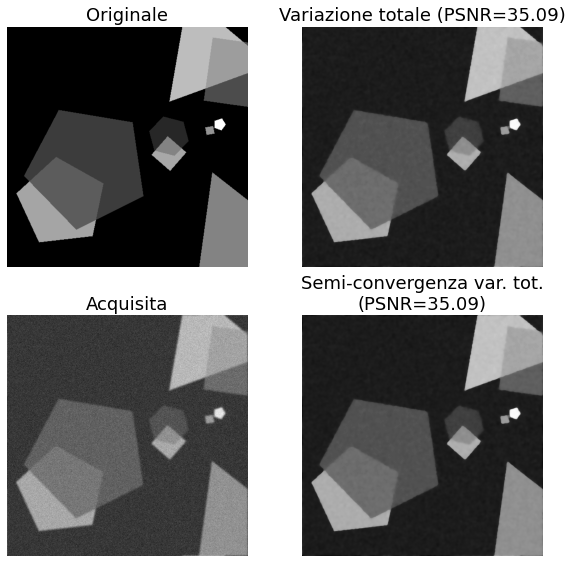 Originale
Variazione totale (PSNR=35.09)
Acquisita
Semi-convergenza var. tot.
(PSNR=35.09)